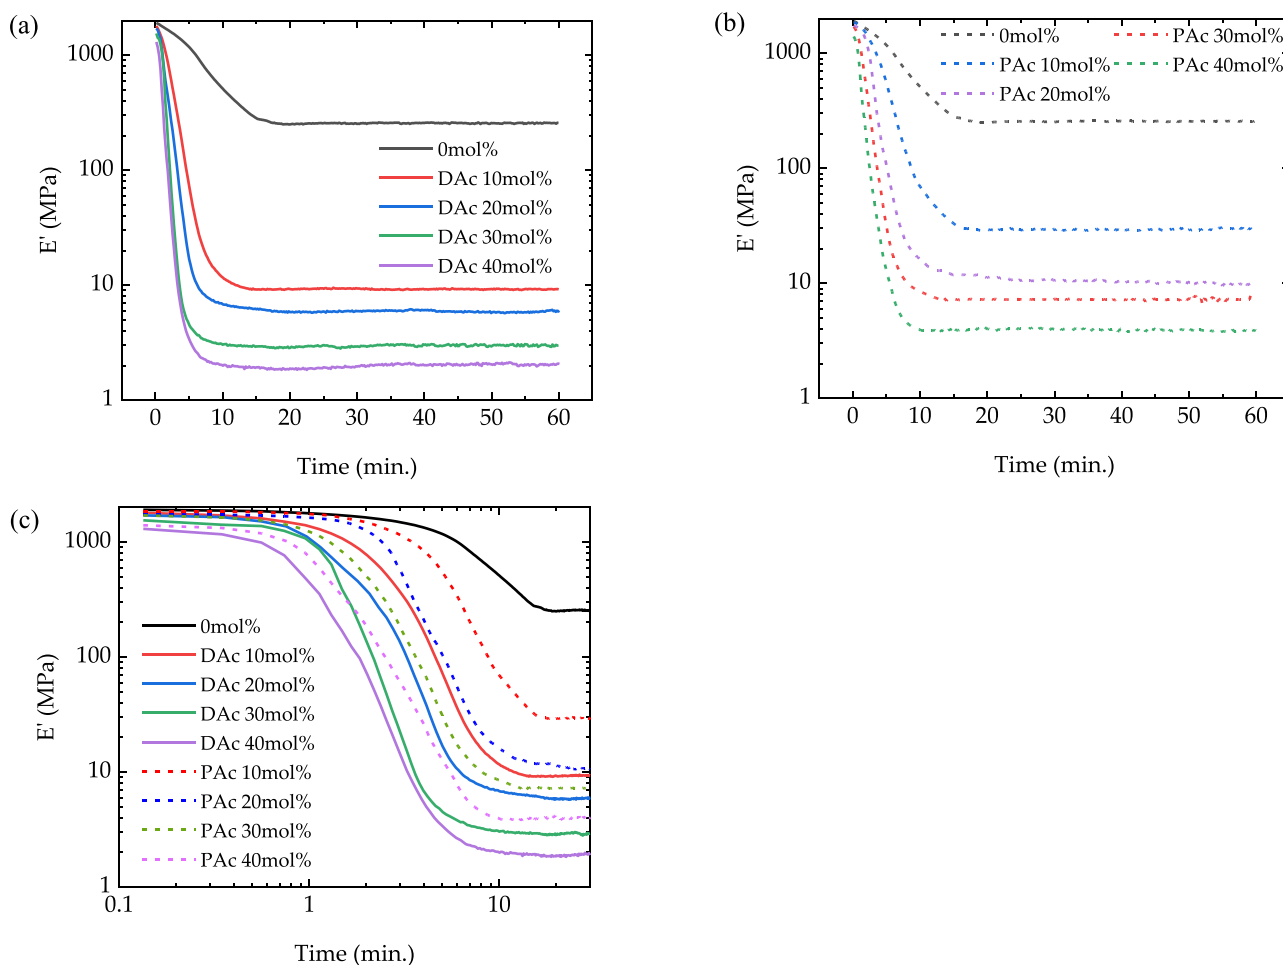 (a)
E' (MPa)
1000
100
10
1
0mol%
DAc 10mol%
DAc 20mol%
DAc 30mol%
DAc 40mol%
0 10 20 30 40 50 60
Time (min.)
(b)
E' (MPa)
1000
100
10
1
0mol% PAc 30mol%
PAc 10mol% PAc 40mol%
PAc 20mol%
0 10 20 30 40 50 60
Time (min.)
(c)
E' (MPa)
1000
100
10
1
0mol%
DAc 10mol%
DAc 20mol%
DAc 30mol%
DAc 40mol%
PAc 10mol%
PAc 20mol%
PAc 30mol%
PAc 40mol%
0.1 1 10
Time (min.)